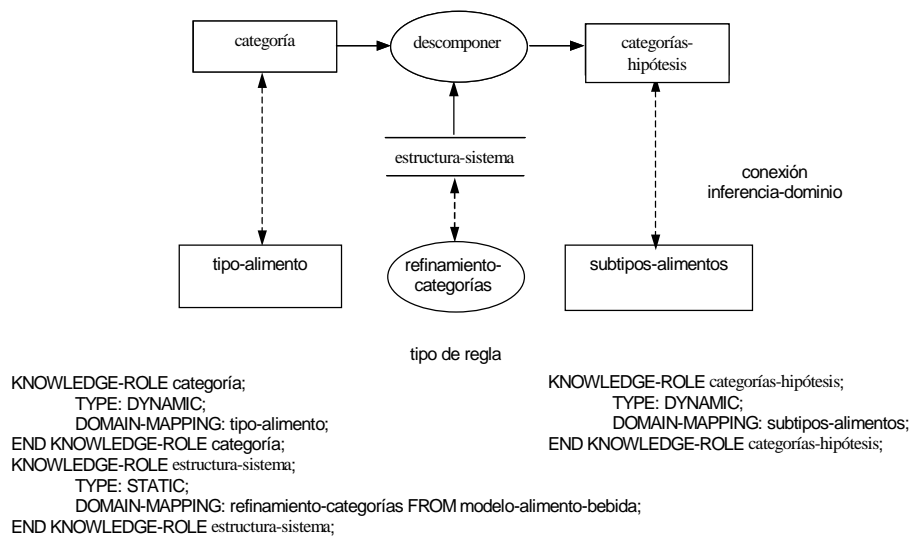 categoría
descomponer
categorías-
hipótesis
estructura-sistema
conexión
inferencia-dominio
tipo-alimento
refinamiento-
categorías
subtipos-alimentos
tipo de regla
KNOWLEDGE-ROLE categoría;
TYPE: DYNAMIC;
DOMAIN-MAPPING: tipo-alimento;
END KNOWLEDGE-ROLE categoría;
KNOWLEDGE-ROLE estructura-sistema;
TYPE: STATIC;
DOMAIN-MAPPING: refinamiento-categorías FROM modelo-alimento-bebida;
END KNOWLEDGE-ROLE estructura-sistema;
KNOWLEDGE-ROLE categorías-hipótesis;
TYPE: DYNAMIC;
DOMAIN-MAPPING: subtipos-alimentos;
END KNOWLEDGE-ROLE categorías-hipótesis;